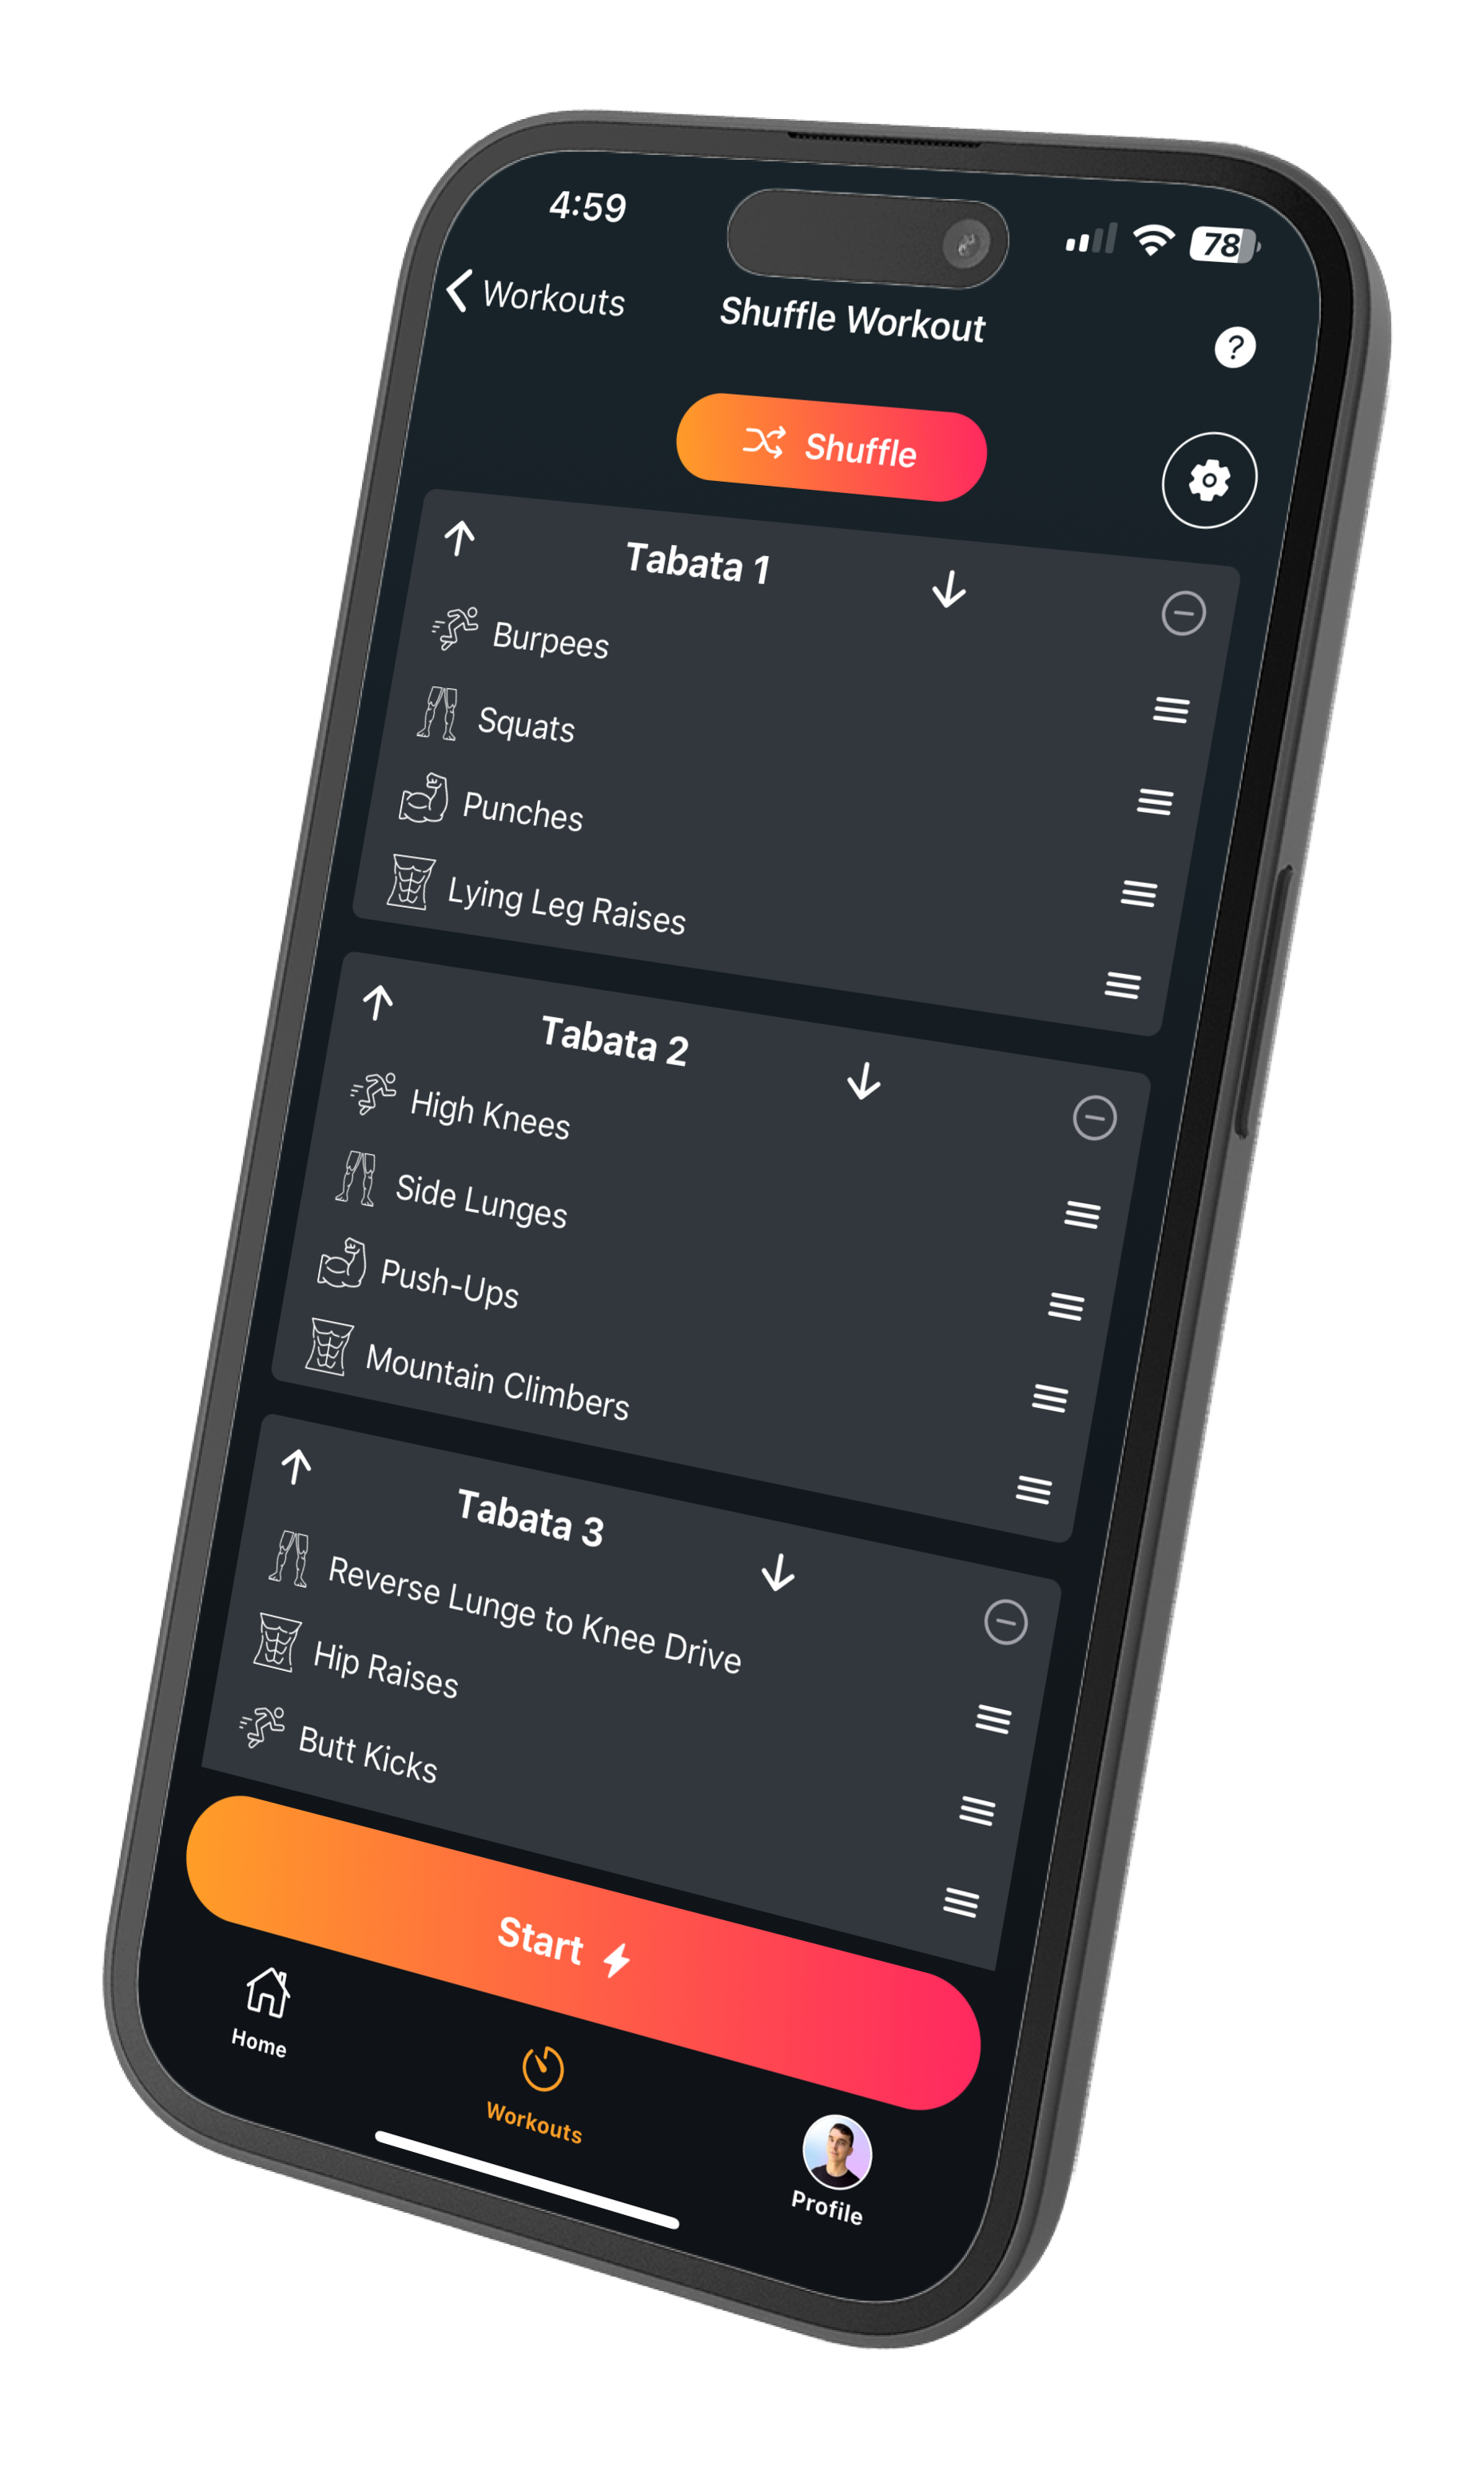 4:59
78
Workouts
Shuffle Workout
?
Shuffle
Tabata 1
Burpees
Squats
Punches
Lying Leg Raises
Tabata 2
High Knees
Side Lunges
Push-Ups
Mountain Climbers
Tabata 3
Reverse Lunge to Knee Drive
Hip Raises
Butt Kicks
Start
Home
Workouts
Profile